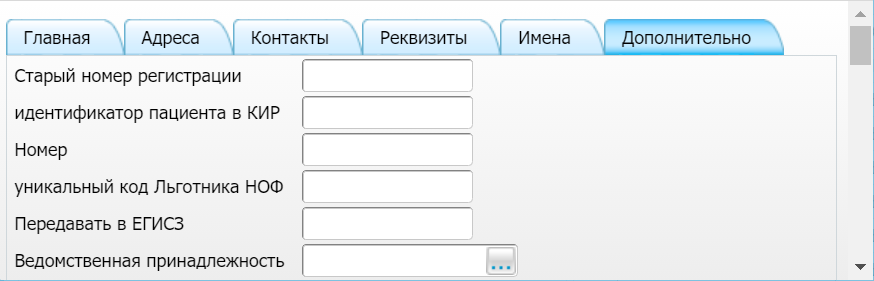 Главная Адреса Контакты Реквизиты Имена Дополнительно
Старый номер регистрации
идентификатор пациента в КИР
Номер
уникальный код Льготника НОФ
Передавать в ЕГИСЗ
Ведомственная принадлежность ...